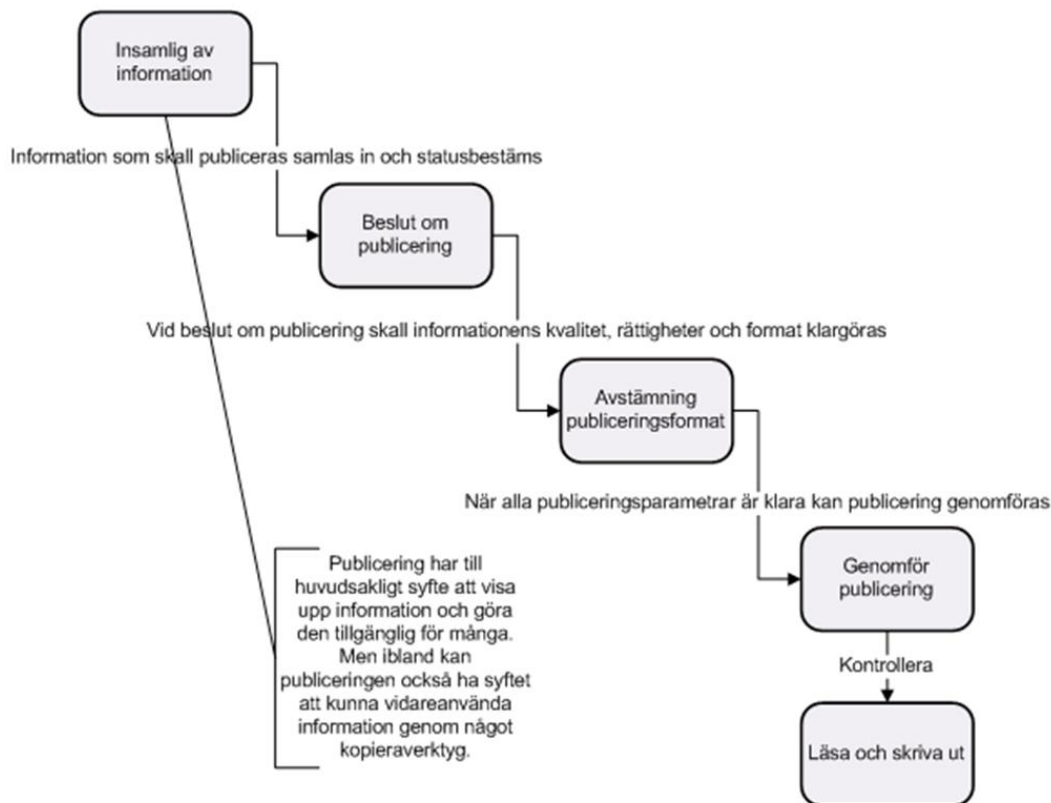 Insamlig av
information
Information som skall publiceras samlas in och statusbestäms
Beslut om
publicering
Vid beslut om publicering skall informationens kvalitet, rättigheter och format klargöras
Avstämning
publiceringsformat
När alla publiceringsparametrar är klara kan publicering genomföras
Genomför
publicering
Kontrollera
Läsa och skriva ut
Publicering har till
huvudsakligt syfte att visa
upp information och göra
den tillgänglig för många.
Men ibland kan
publiceringen också ha syftet
att kunna vidareanvända
information genom något
kopieraverktyg.